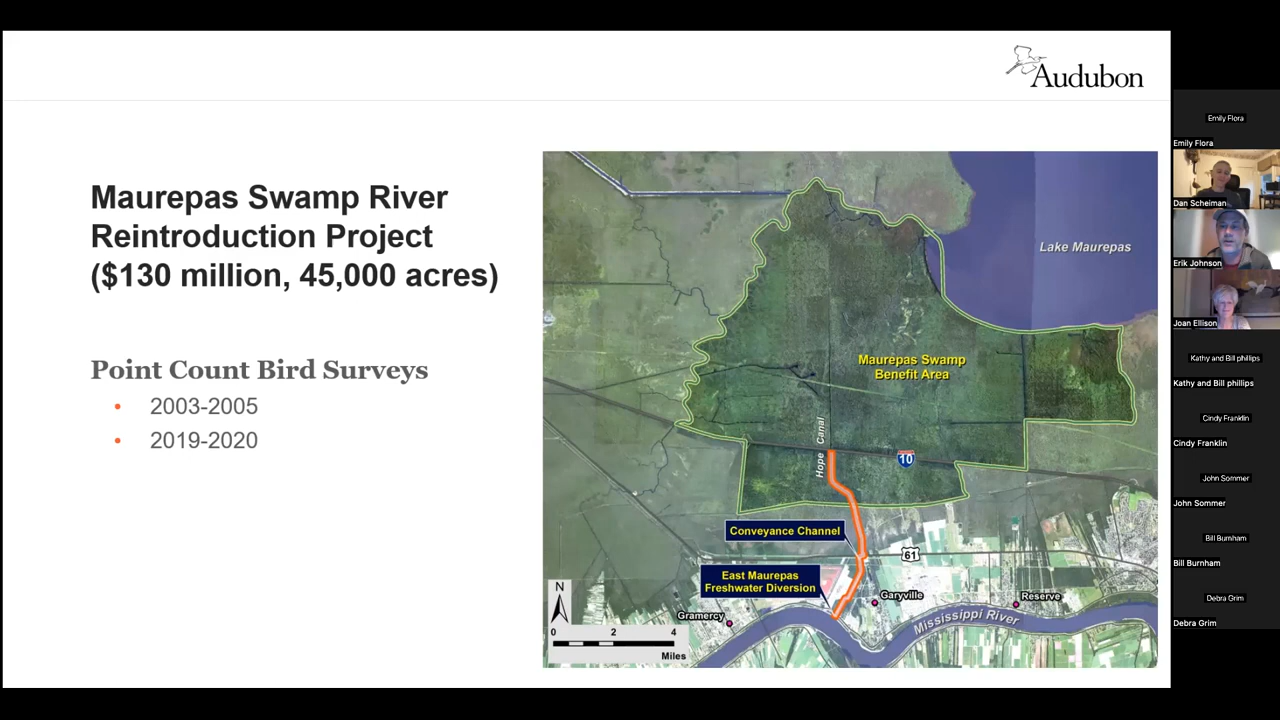 Audubon
Maurepas Swamp River
Reintroduction Project
($130 million, 45,000 acres)
Point Count Bird Surveys
• 2003-2005
• 2019-2020
Lake Maurepas
Maurepas Swamp
Benefit Area
Hope Canal
10
Conveyance Channel
61
East Maurepas
Freshwater Diversion
Garyville
Reserve
Gramercy
Mississippi River
N
0 2 4
Miles
Emily Flora
Emily Flora
Dan Scheiman
Erik Johnson
Joan Ellison
Kathy and Bill phillips
Kathy and Bill phillips
Cindy Franklin
Cindy Franklin
John Sommer
John Sommer
Bill Burnham
Bill Burnham
Debra Grim
Debra Grim